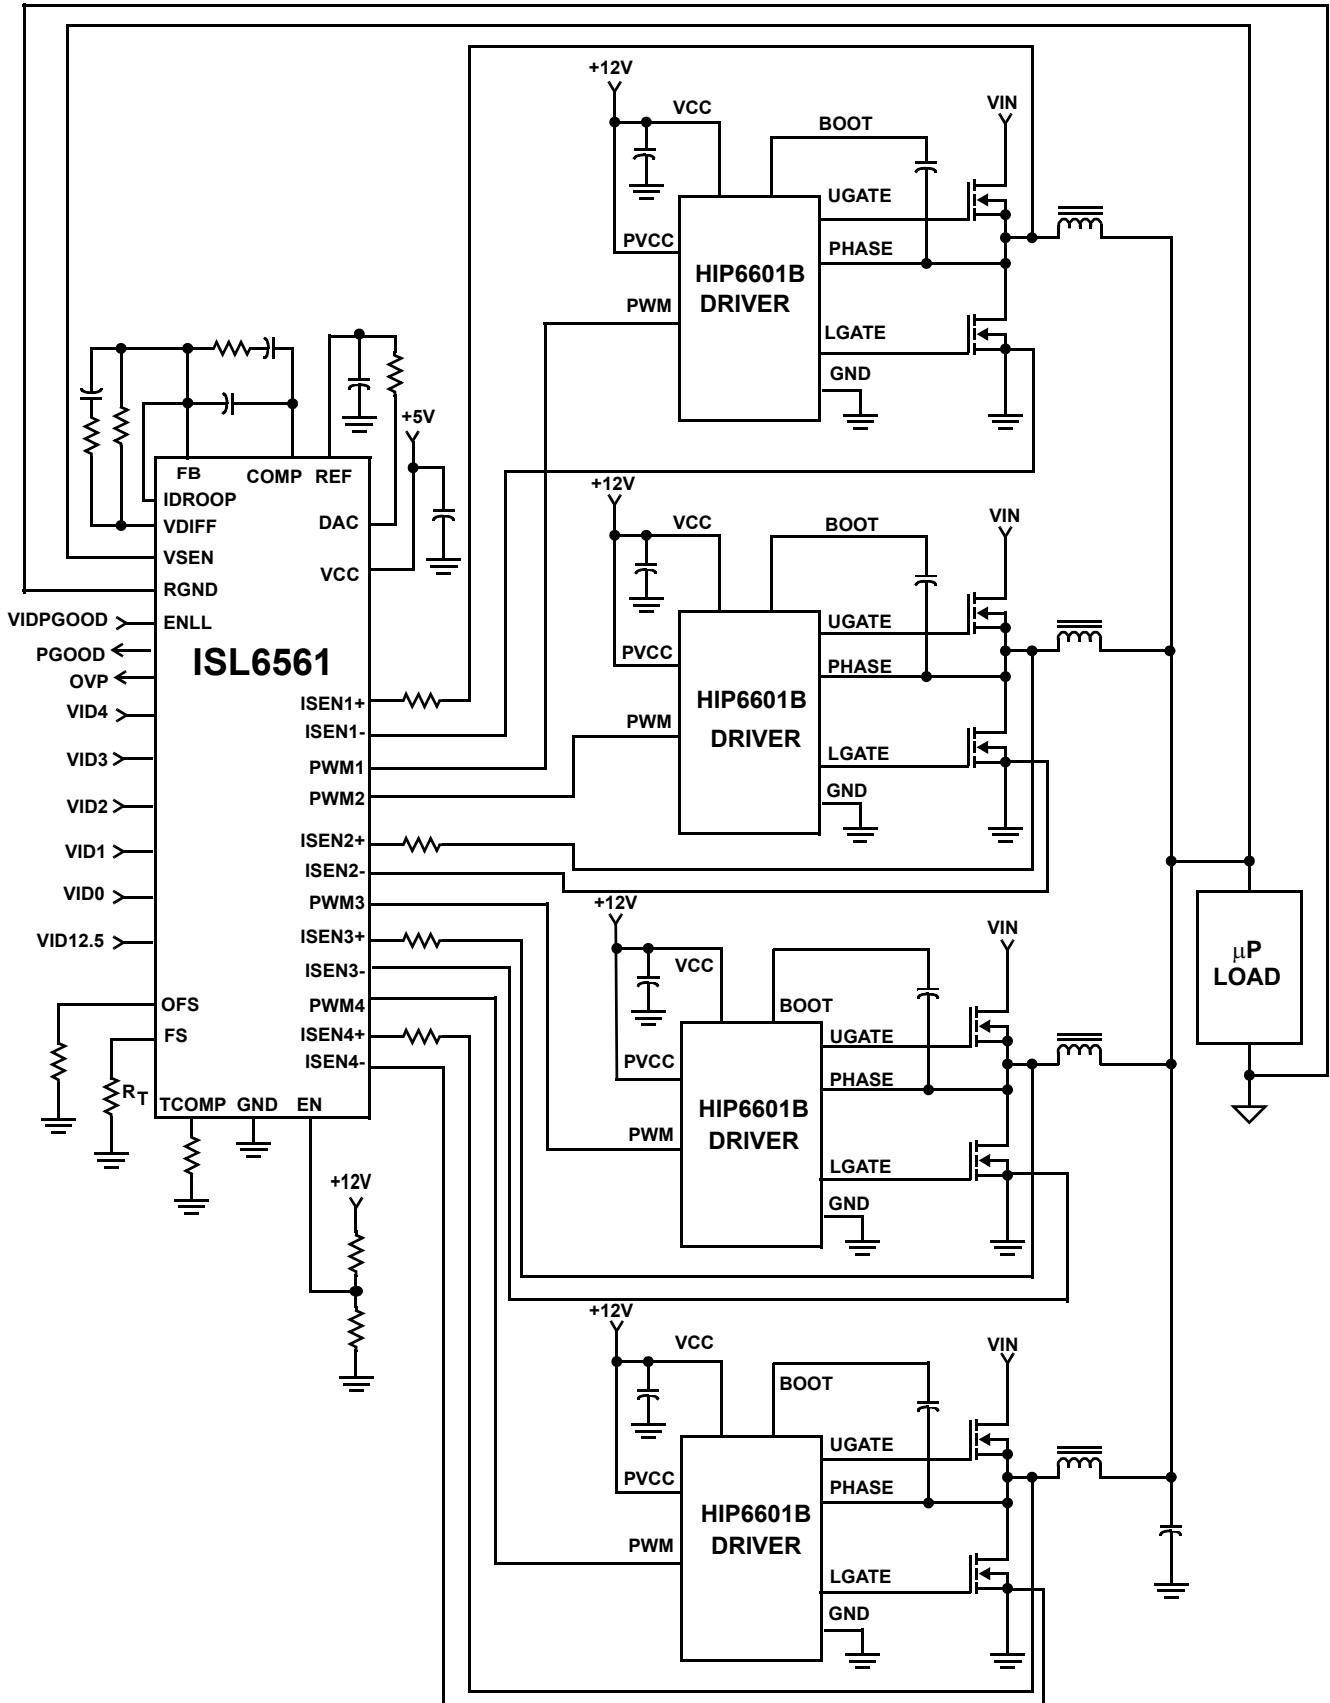 +12V
VCC
BOOT
VIN
UGATE
PVCC
PHASE
HIP6601B
DRIVER
PWM
LGATE
GND
+5V
FB
COMP
REF
IDROOP
VDIFF
DAC
VSEN
VCC
RGND
VIDPGOOD
ENLL
PGOOD
ISL6561
OVP
VID4
ISEN1+
ISEN1-
VID3
PWM1
PWM2
VID2
ISEN2+
VID1
ISEN2-
VID0
PWM3
ISEN3+
VID12.5
ISEN3-
OFS
PWM4
FS
ISEN4+
ISEN4-
RT
TCOMP
GND
EN
+12V
+12V
VCC
BOOT
VIN
UGATE
PVCC
PHASE
HIP6601B
DRIVER
PWM
LGATE
GND
+12V
VIN
VCC
BOOT
UGATE
PVCC
PHASE
HIP6601B
DRIVER
PWM
LGATE
GND
μP
LOAD
+12V
VCC
VIN
BOOT
UGATE
PVCC
PHASE
HIP6601B
DRIVER
PWM
LGATE
GND